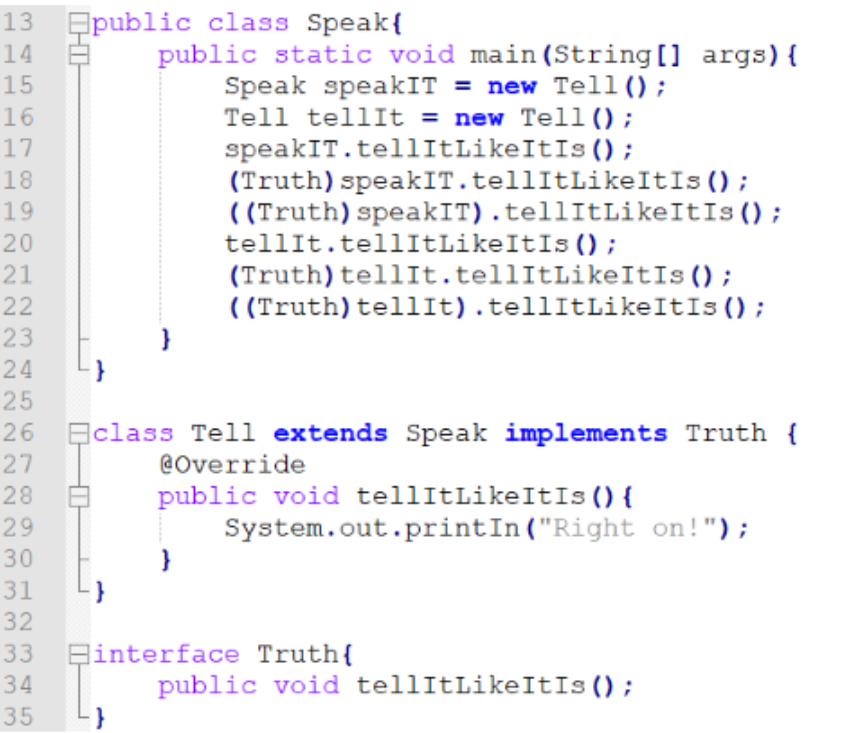 13 public class Speak{
14     public static void main(String[] args){
15         Speak speakIT = new Tell();
16         Tell tellIt = new Tell();
17         speakIT.tellItLikeItIs();
18         (Truth)speakIT.tellItLikeItIs();
19         ((Truth)speakIT).tellItLikeItIs();
20         tellIt.tellItLikeItIs();
21         (Truth)tellIt.tellItLikeItIs();
22         ((Truth)tellIt).tellItLikeItIs();
23     }
24 }
25
26 class Tell extends Speak implements Truth {
27     @Override
28     public void tellItLikeItIs(){
29         System.out.printIn("Right on!");
30     }
31 }
32
33 interface Truth{
34     public void tellItLikeItIs();
35 }